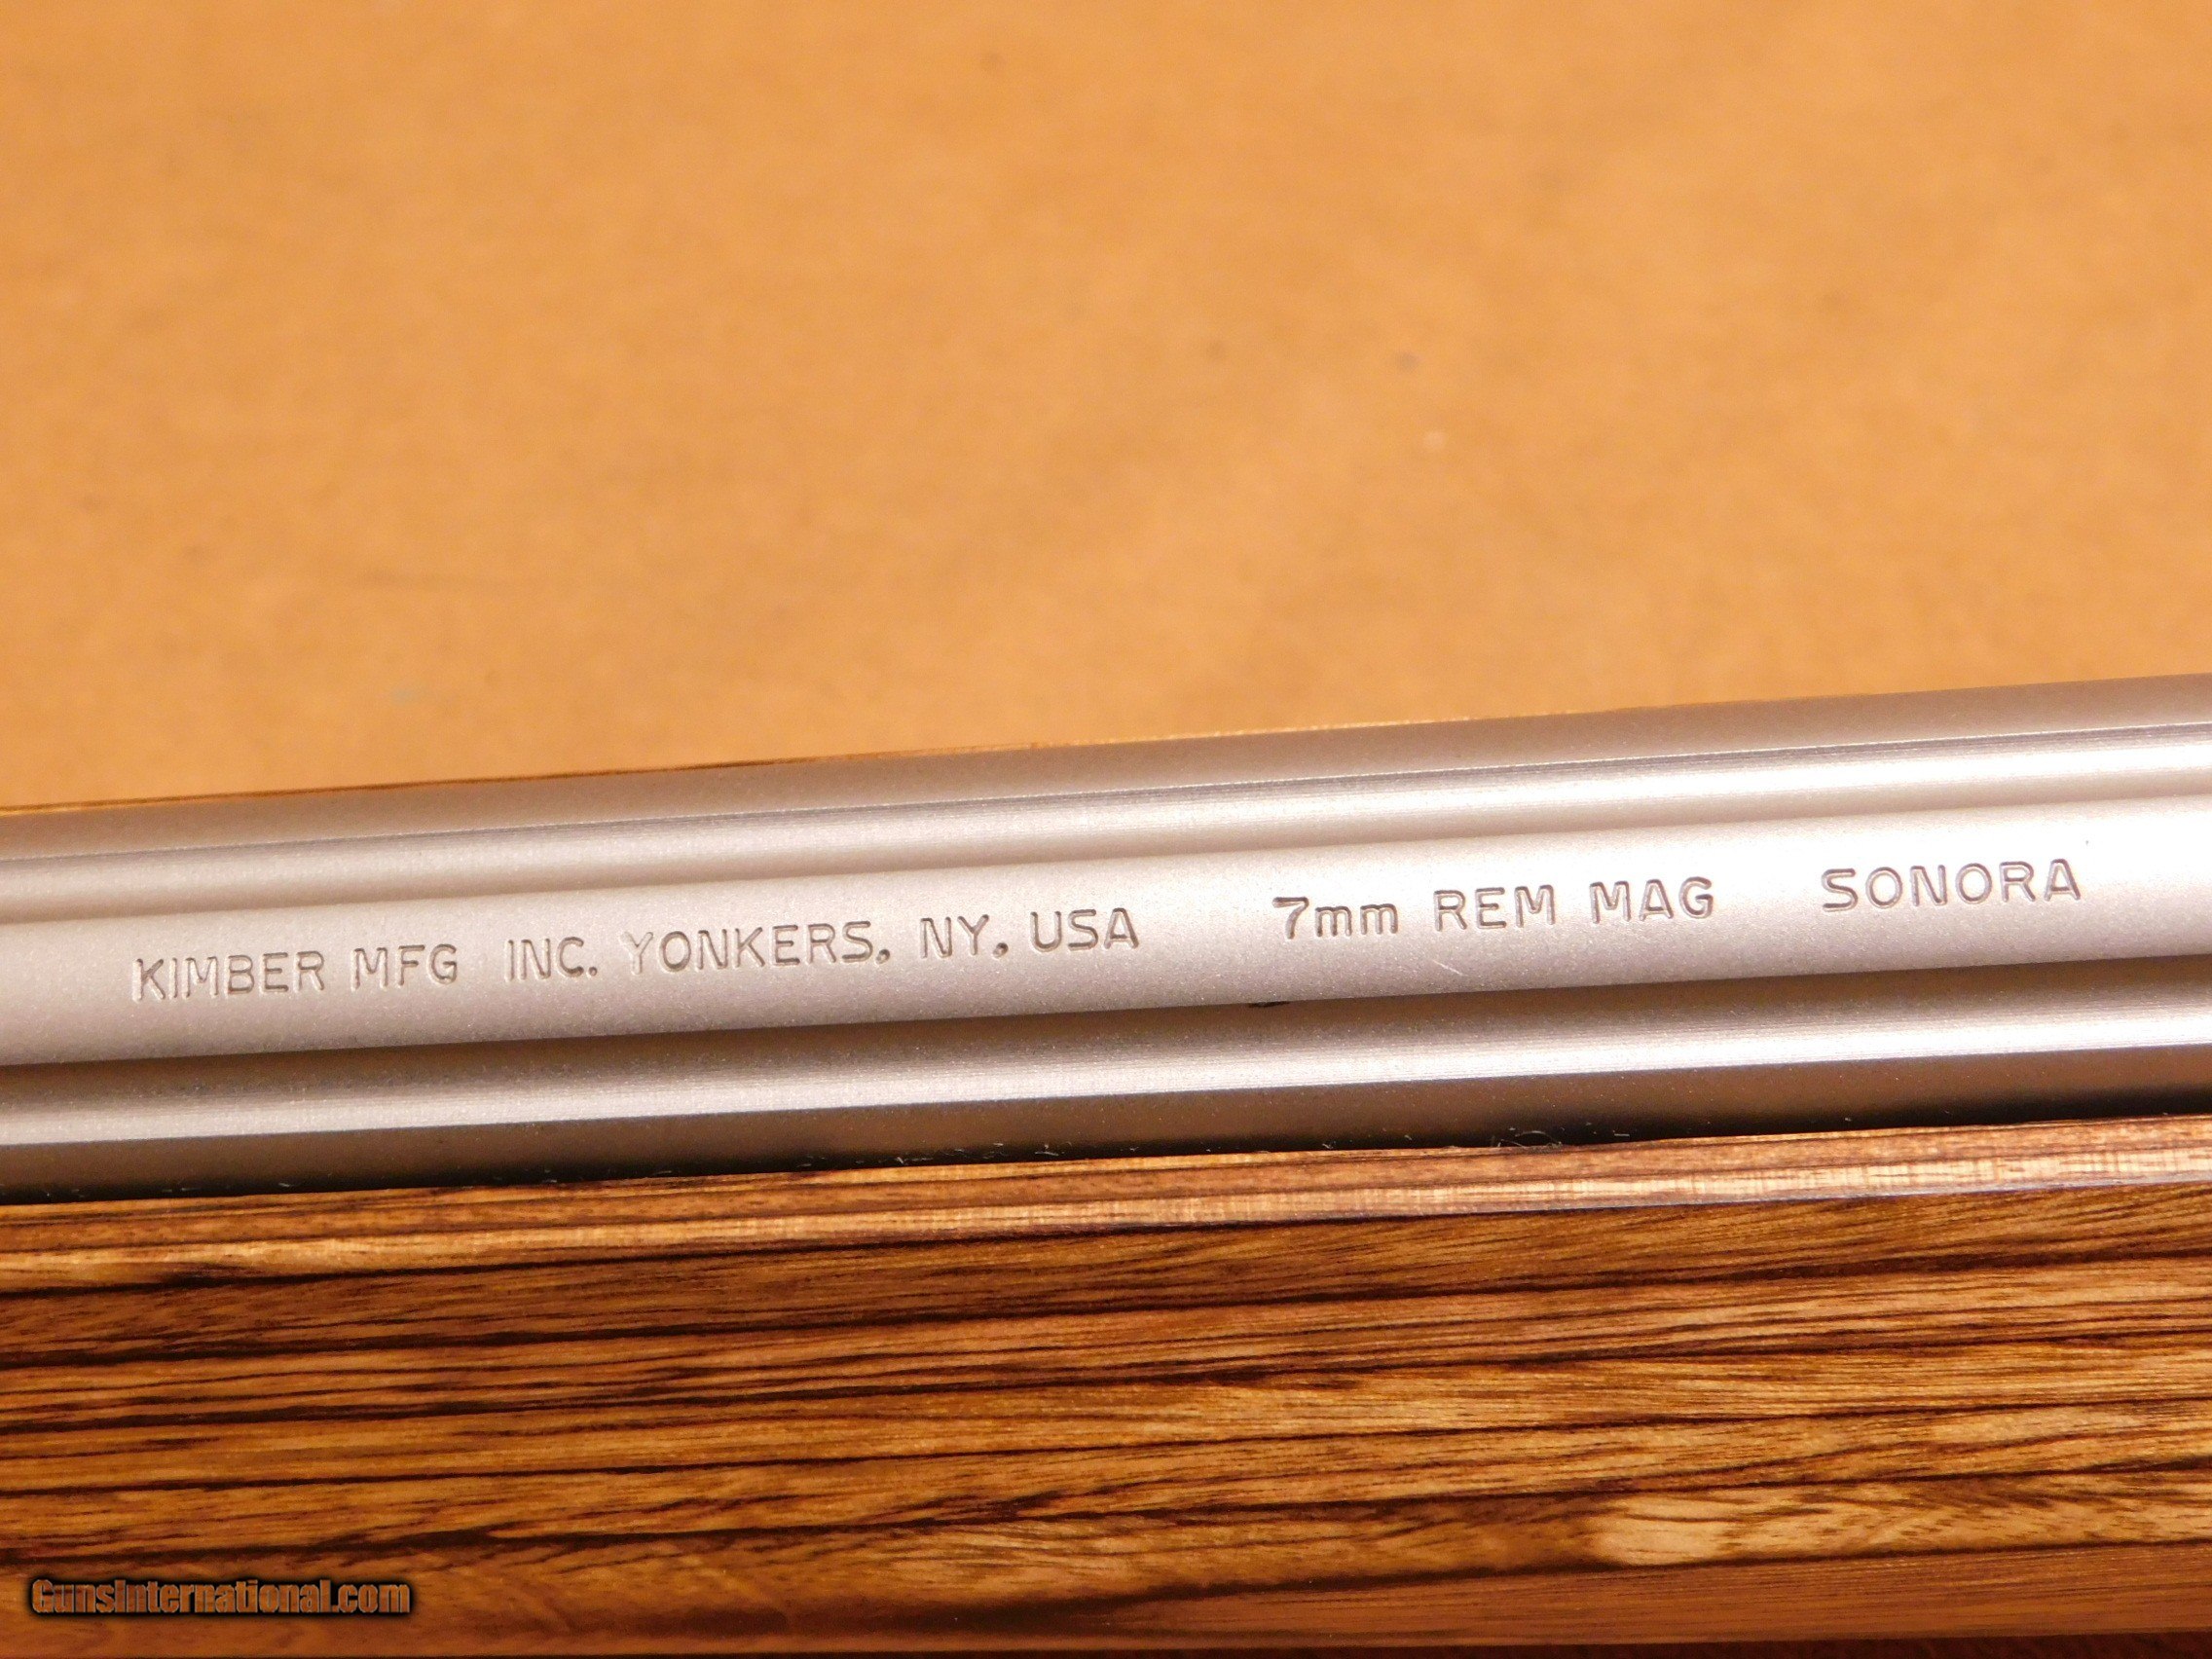 KIMBER MFG INC. YONKERS, NY, USA 7mm REM MAG SONORA
GunsInternational.com